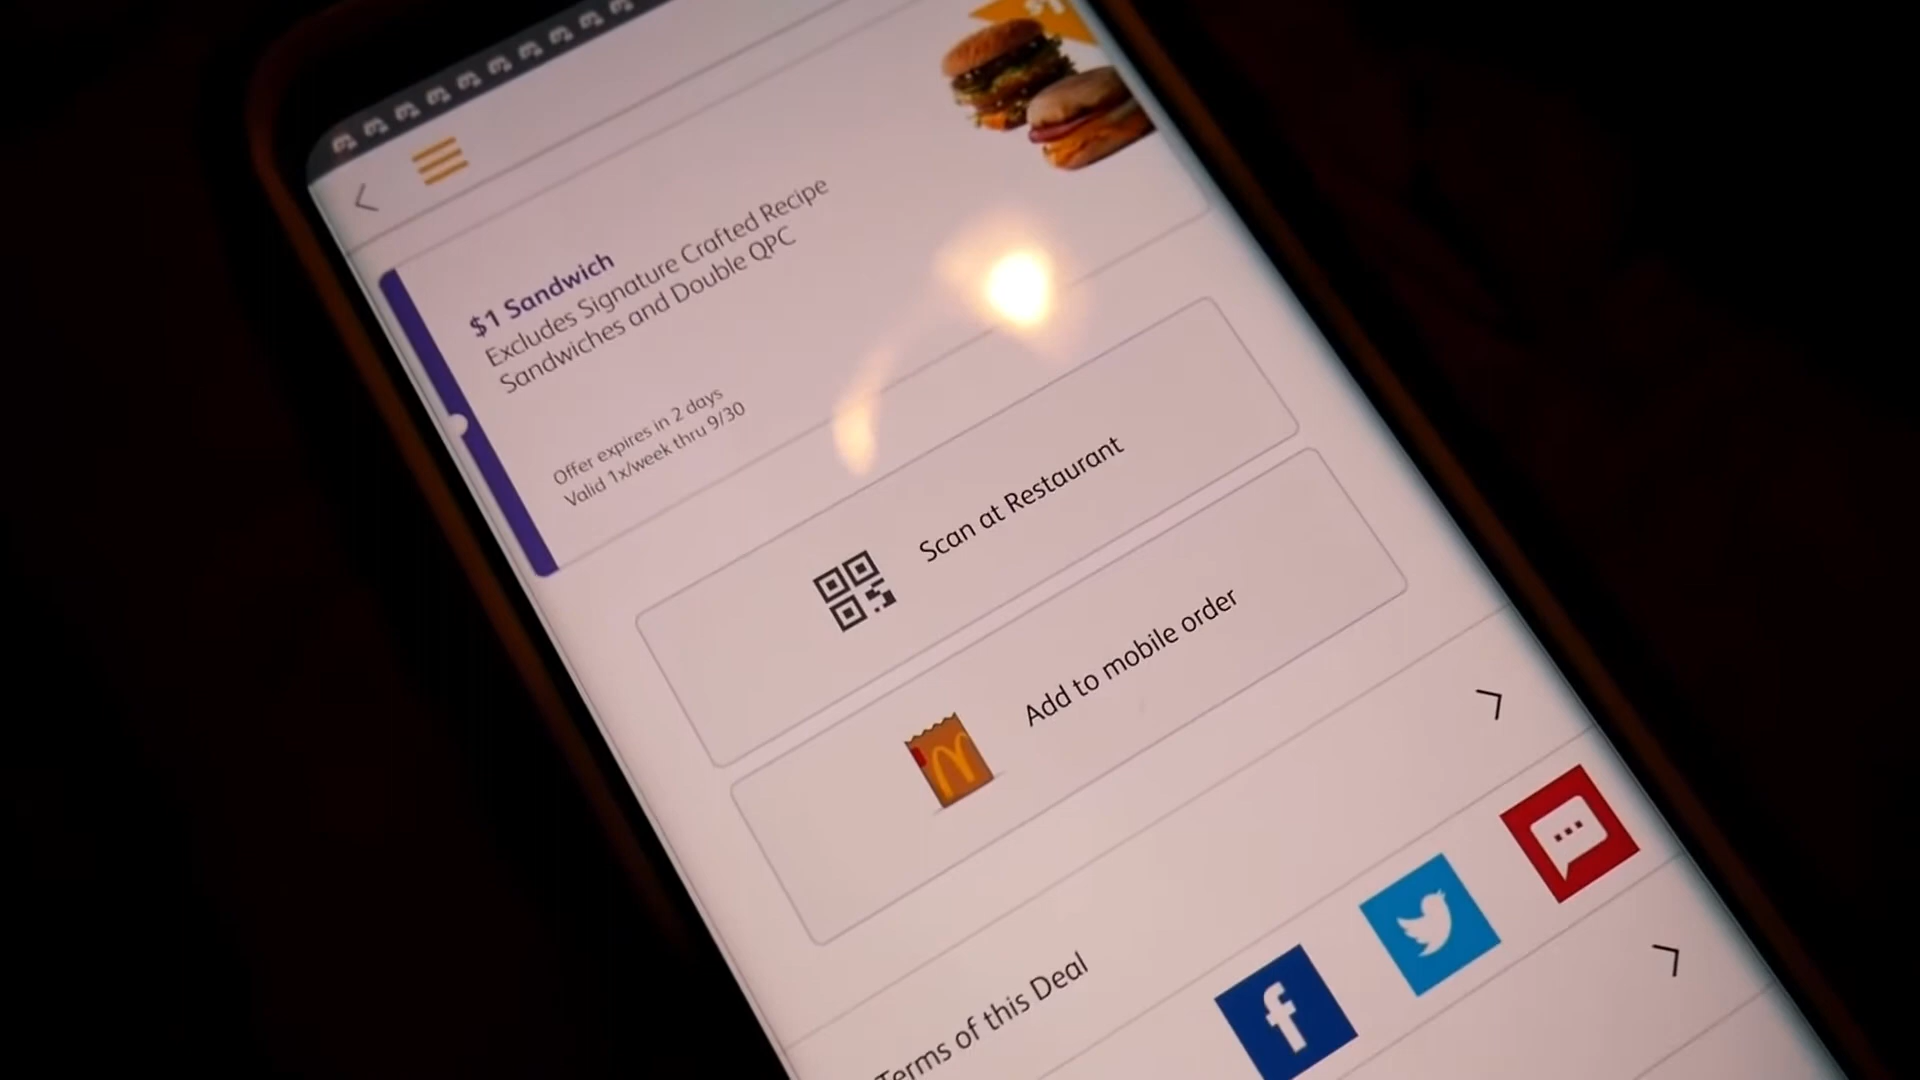 $1
$1 Sandwich
Excludes Signature Crafted Recipe
Sandwiches and Double QPC
Offer expires in 2 days
Valid 1x/week thru 9/30
Scan at Restaurant
Add to mobile order
Terms of this Deal